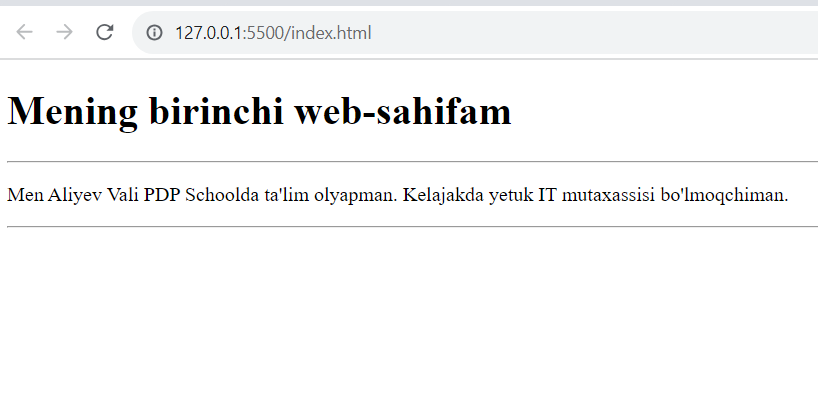 127.0.0.1:5500/index.html
Mening birinchi web-sahifam
Men Aliyev Vali PDP Schoolda ta'lim olyapman. Kelajakda yetuk IT mutaxassisi bo'lmoqchiman.